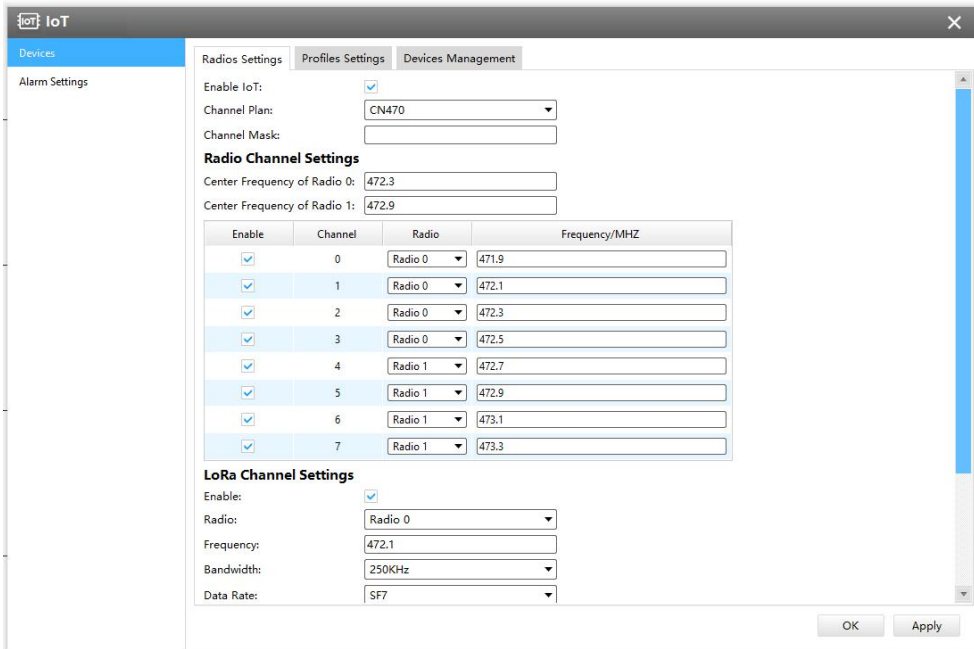 IOT IoT
Devices
Alarm Settings
Radios Settings Profiles Settings Devices Management
Enable IoT:
Channel Plan: CN470
Channel Mask:
Radio Channel Settings
Center Frequency of Radio 0: 472.3
Center Frequency of Radio 1: 472.9
Enable Channel Radio Frequency/MHZ
0 Radio 0 471.9
1 Radio 0 472.1
2 Radio 0 472.3
3 Radio 0 472.5
4 Radio 1 472.7
5 Radio 1 472.9
6 Radio 1 473.1
7 Radio 1 473.3
LoRa Channel Settings
Enable:
Radio: Radio 0
Frequency: 472.1
Bandwidth: 250KHz
Data Rate: SF7
OK Apply